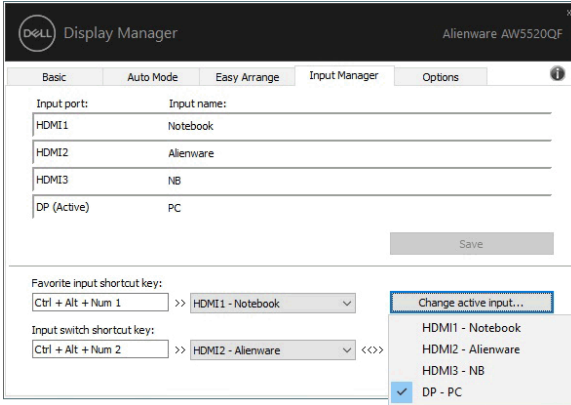 DELL Display Manager Alienware AW5520QF
Basic Auto Mode Easy Arrange Input Manager Options
Input port: Input name:
HDMI1 Notebook
HDMI2 Alienware
HDMI3 NB
DP (Active) PC
Save
Favorite input shortcut key:
Ctrl + Alt + Num 1 >> HDMI1 - Notebook Change active input...
Input switch shortcut key:
Ctrl + Alt + Num 2 >> HDMI2 - Alienware <<>>
HDMI1 - Notebook
HDMI2 - Alienware
HDMI3 - NB
DP - PC